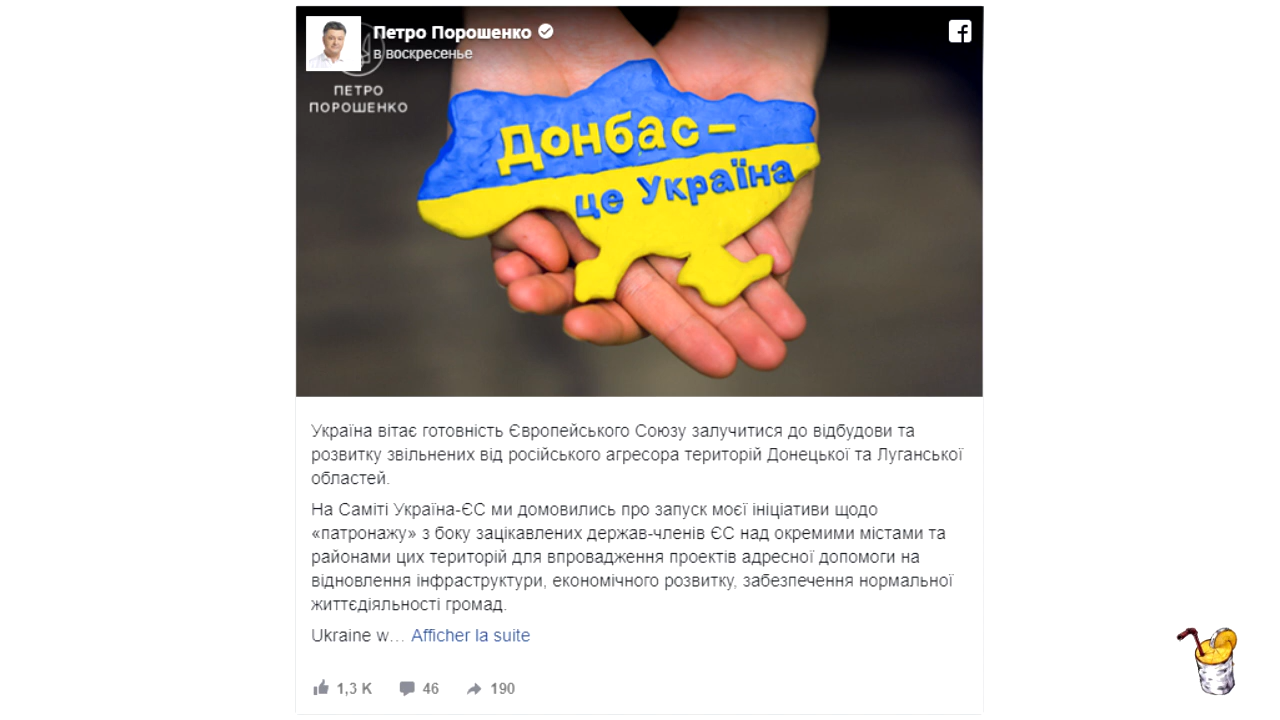 Петро Порошенко
в воскресенье
ПЕТРО
ПОРОШЕНКО
Донбас –
це Україна
Україна вітає готовність Європейського Союзу залучитися до відбудови та
розвитку звільнених від російського агресора територій Донецької та Луганської
областей.
На Саміті Україна-ЄС ми домовились про запуск моєї ініціативи щодо
«патронажу» з боку зацікавлених держав-членів ЄС над окремими містами та
районами цих територій для впровадження проектів адресної допомоги на
відновлення інфраструктури, економічного розвитку, забезпечення нормальної
життєдіяльності громад.
Ukraine w… Afficher la suite
1,3 K 46 190